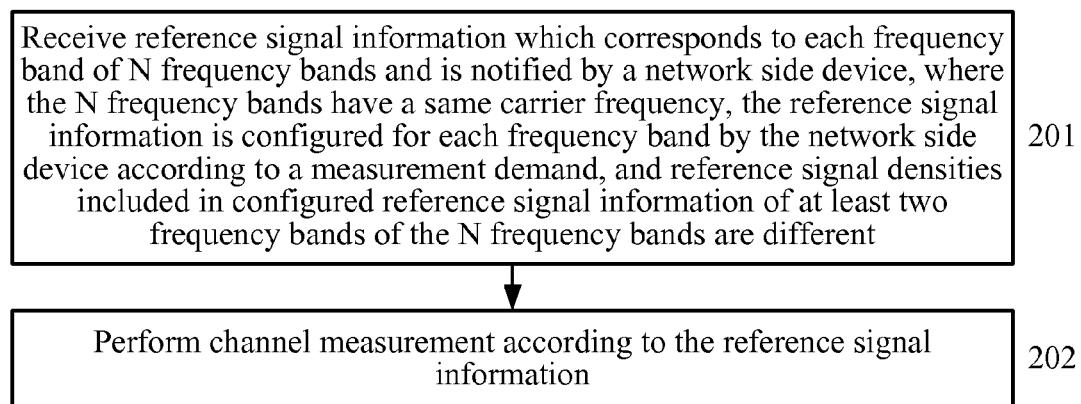 Receive reference signal information which corresponds to each frequency
band of N frequency bands and is notified by a network side device, where
the N frequency bands have a same carrier frequency, the reference signal
information is configured for each frequency band by the network side
device according to a measurement demand, and reference signal densities
included in configured reference signal information of at least two
frequency bands of the N frequency bands are different
201
Perform channel measurement according to the reference signal
information
202